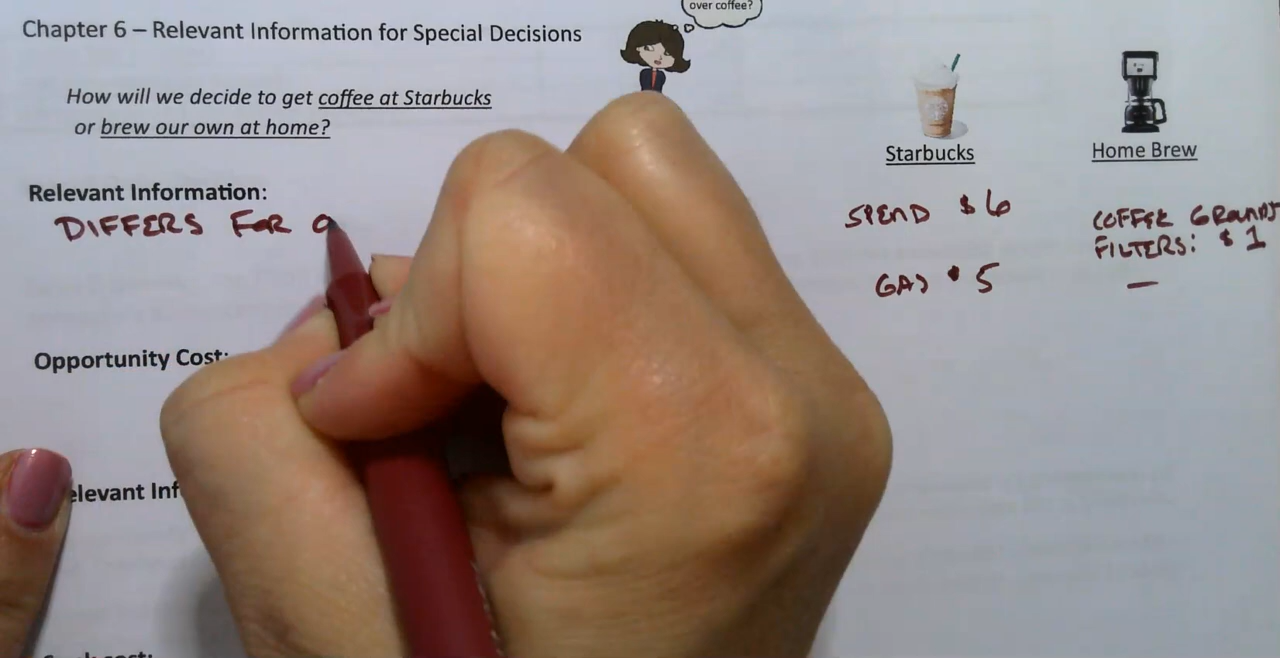 over coffee?
Chapter 6 – Relevant Information for Special Decisions
How will we decide to get coffee at Starbucks
or brew our own at home?
Starbucks
Home Brew
Relevant Information:
DIFFERS FOR
SPEND $6
COFFEE GROUNDS
FILTERS: $1
GAS $5
—
Opportunity Cost:
elevant Inf
cost: